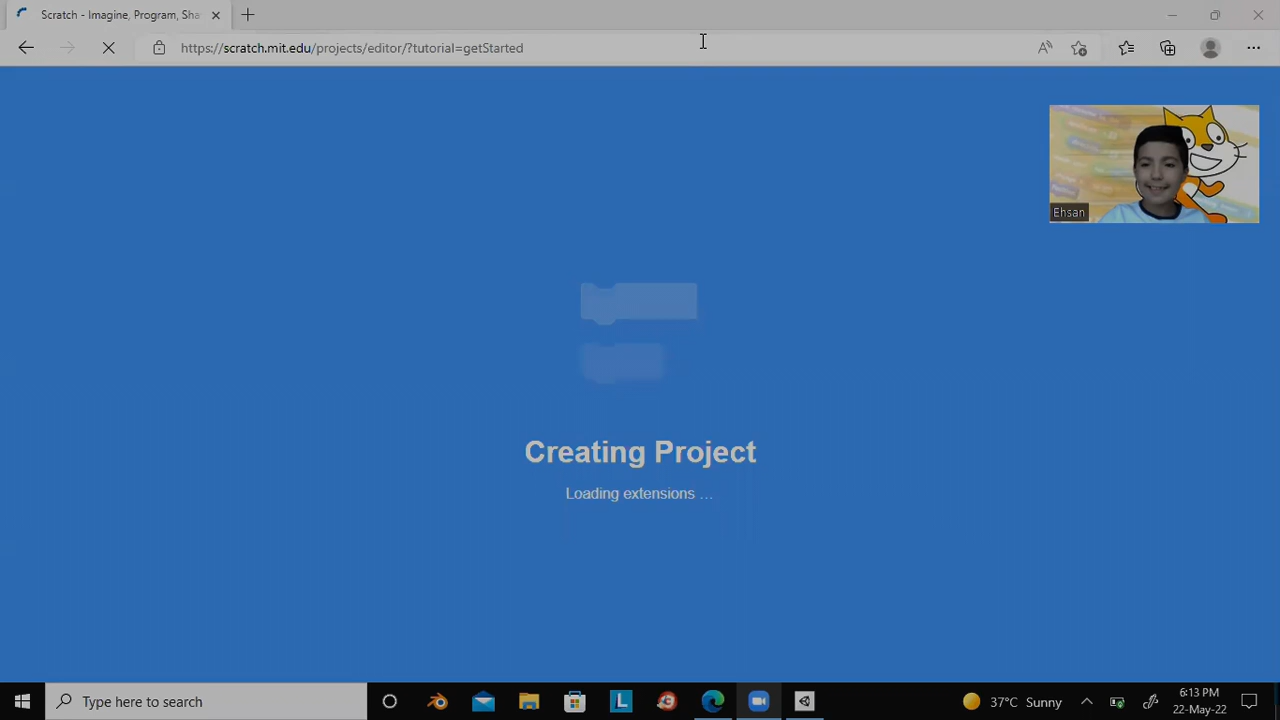 Scratch - Imagine, Program, Sha
https://scratch.mit.edu/projects/editor/?tutorial=getStarted
Ehsan
Creating Project
Loading extensions …
Type here to search
37°C Sunny
6:13 PM
22-May-22